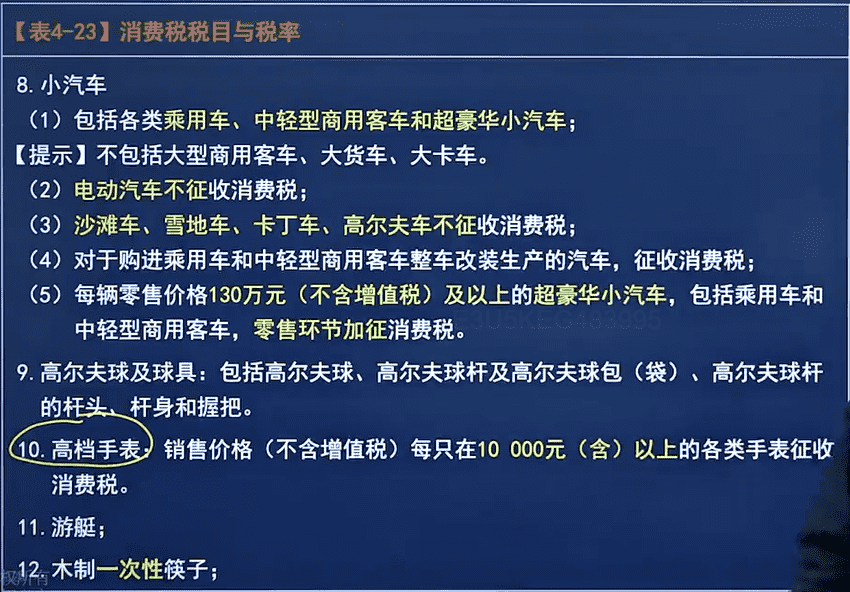 【表4-23】消费税税目与税率
8.小汽车
（1）包括各类乘用车、中轻型商用客车和超豪华小汽车；
【提示】不包括大型商用客车、大货车、大卡车。
（2）电动汽车不征收消费税；
（3）沙滩车、雪地车、卡丁车、高尔夫车不征收消费税；
（4）对于购进乘用车和中轻型商用客车整车改装生产的汽车，征收消费税；
（5）每辆零售价格130万元（不含增值税）及以上的超豪华小汽车，包括乘用车和
中轻型商用客车，零售环节加征消费税。
9.高尔夫球及球具：包括高尔夫球、高尔夫球杆及高尔夫球包（袋）、高尔夫球杆
的杆头、杆身和握把。
10.高档手表：销售价格（不含增值税）每只在10 000元（含）以上的各类手表征收
消费税。
11.游艇；
12.木制一次性筷子；
权所有